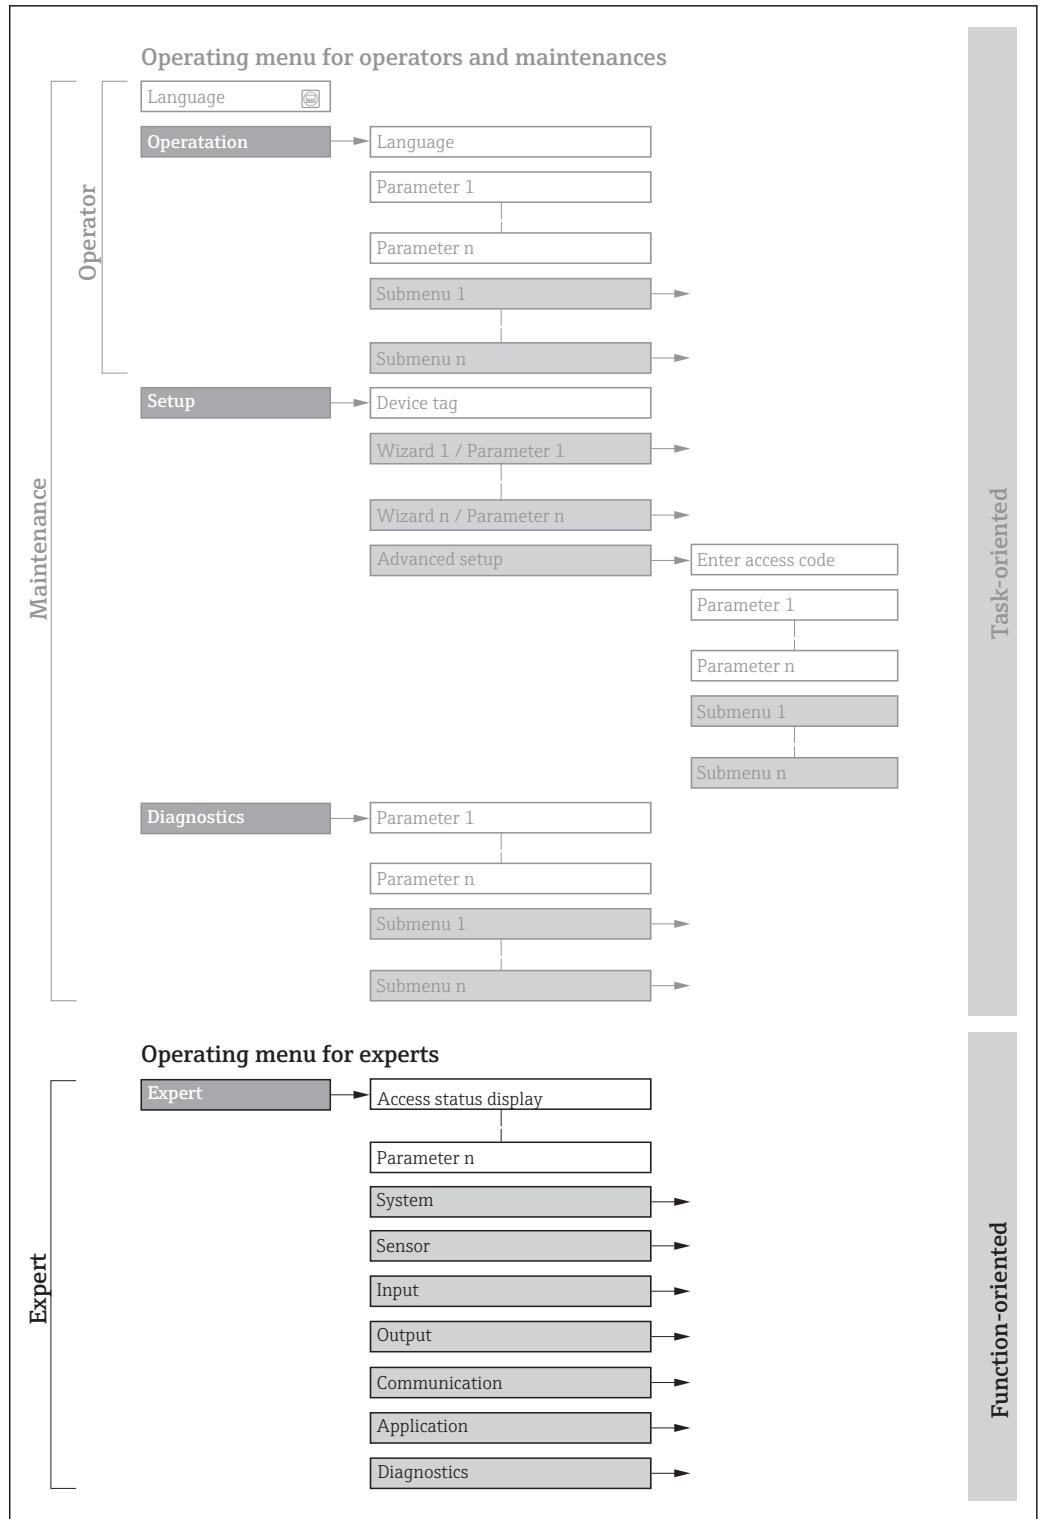 Operating menu for operators and maintenances
Language
Operatation
Language
Parameter 1
Parameter n
Submenu 1
Submenu n
Operator
Setup
Device tag
Wizard 1 / Parameter 1
Wizard n / Parameter n
Advanced setup
Enter access code
Parameter 1
Parameter n
Submenu 1
Submenu n
Maintenance
Task-oriented
Diagnostics
Parameter 1
Parameter n
Submenu 1
Submenu n
Operating menu for experts
Expert
Access status display
Parameter n
System
Sensor
Input
Output
Communication
Application
Diagnostics
Expert
Function-oriented